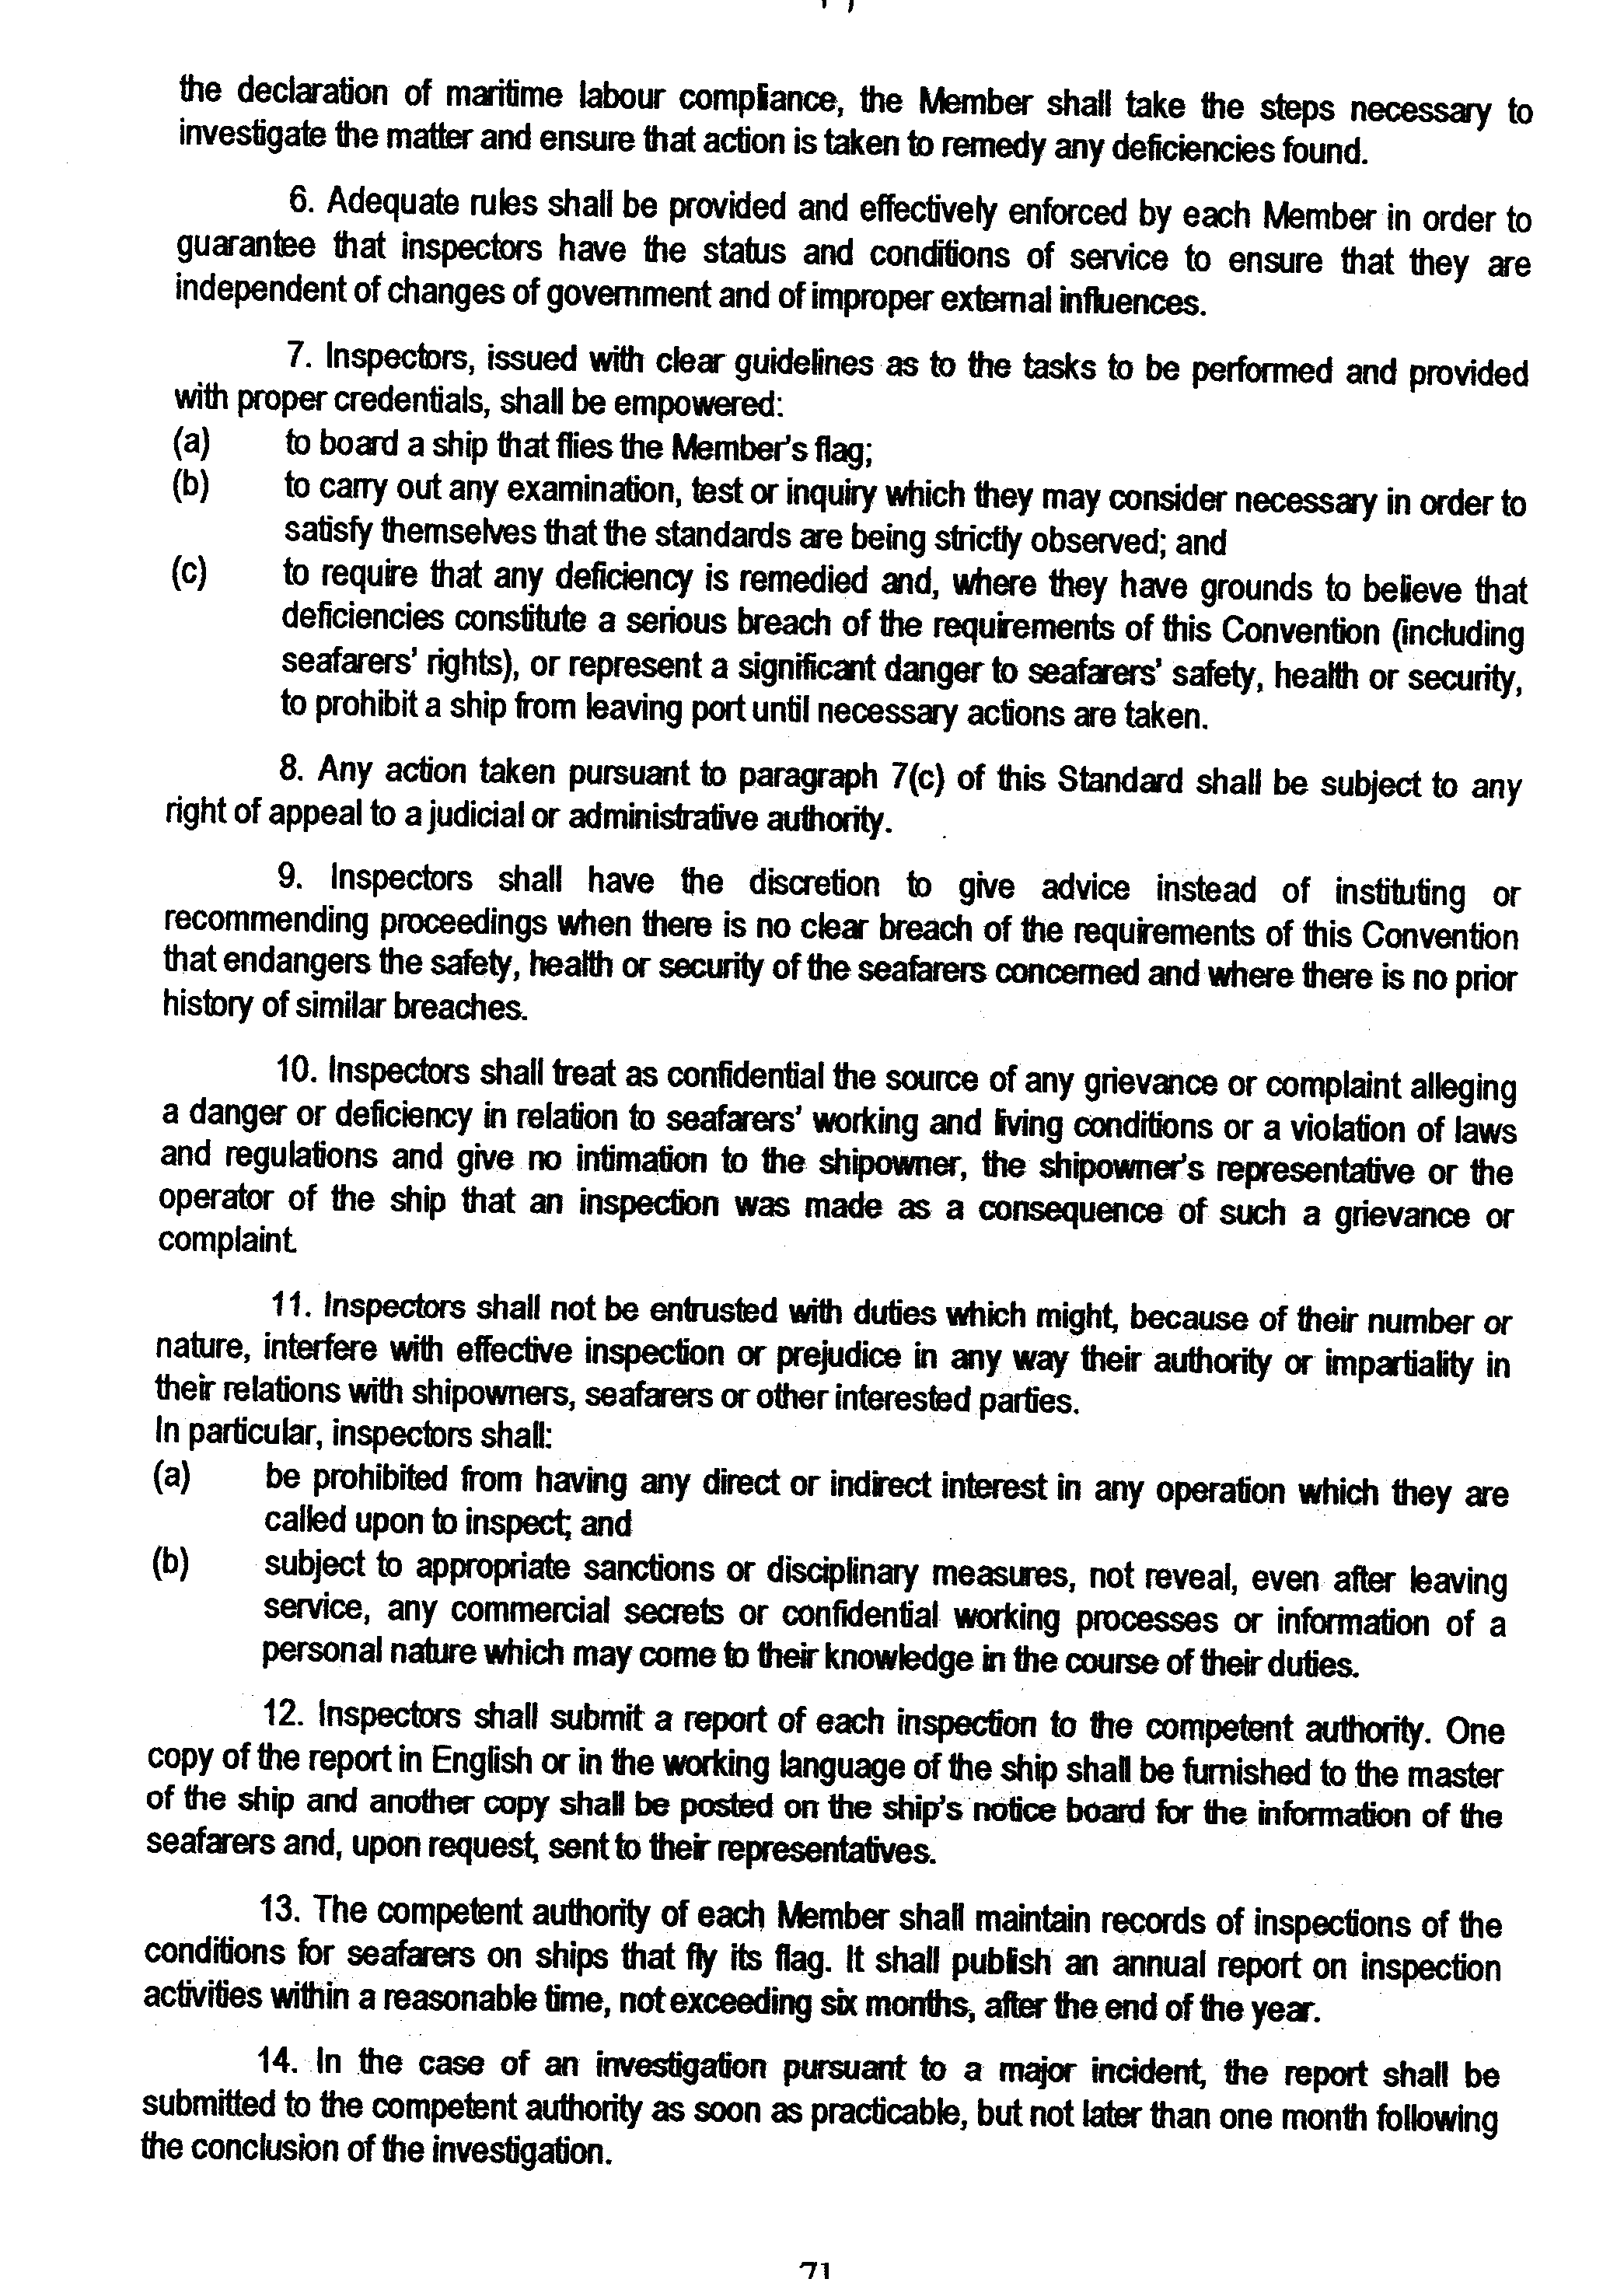 the declaration of maritime labour compliance, the Member shall take the steps necessary to
investigate the matter and ensure that action is taken to remedy any deficiencies found.
6. Adequate rules shall be provided and effectively enforced by each Member in order to
guarantee that inspectors have the status and conditions of service to ensure that they are
independent of changes of government and of improper external influences.
7. Inspectors, issued with clear guidelines as to the tasks to be performed and provided
with proper credentials, shall be empowered:
(a) to board a ship that flies the Member's flag;
(b) to carry out any examination, test or inquiry which they may consider necessary in order to
satisfy themselves that the standards are being strictly observed; and
(c) to require that any deficiency is remedied and, where they have grounds to believe that
deficiencies constitute a serious breach of the requirements of this Convention (including
seafarers' rights), or represent a significant danger to seafarers' safety, health or security,
to prohibit a ship from leaving port until necessary actions are taken.
8. Any action taken pursuant to paragraph 7(c) of this Standard shall be subject to any
right of appeal to a judicial or administrative authority.
9. Inspectors shall have the discretion to give advice instead of instituting or
recommending proceedings when there is no clear breach of the requirements of this Convention
that endangers the safety, health or security of the seafarers concerned and where there is no prior
history of similar breaches.
10. Inspectors shall treat as confidential the source of any grievance or complaint alleging
a danger or deficiency in relation to seafarers' working and living conditions or a violation of laws
and regulations and give no intimation to the shipowner, the shipowner's representative or the
operator of the ship that an inspection was made as a consequence of such a grievance or
complaint.
11. Inspectors shall not be entrusted with duties which might, because of their number or
nature, interfere with effective inspection or prejudice in any way their authority or impartiality in
their relations with shipowners, seafarers or other interested parties.
In particular, inspectors shall:
(a) be prohibited from having any direct or indirect interest in any operation which they are
called upon to inspect; and
(b) subject to appropriate sanctions or disciplinary measures, not reveal, even after leaving
service, any commercial secrets or confidential working processes or information of a
personal nature which may come to their knowledge in the course of their duties.
12. Inspectors shall submit a report of each inspection to the competent authority. One
copy of the report in English or in the working language of the ship shall be furnished to the master
of the ship and another copy shall be posted on the ship's notice board for the information of the
seafarers and, upon request, sent to their representatives.
13. The competent authority of each Member shall maintain records of inspections of the
conditions for seafarers on ships that fly its flag. It shall publish an annual report on inspection
activities within a reasonable time, not exceeding six months, after the end of the year.
14. In the case of an investigation pursuant to a major incident, the report shall be
submitted to the competent authority as soon as practicable, but not later than one month following
the conclusion of the investigation.
71